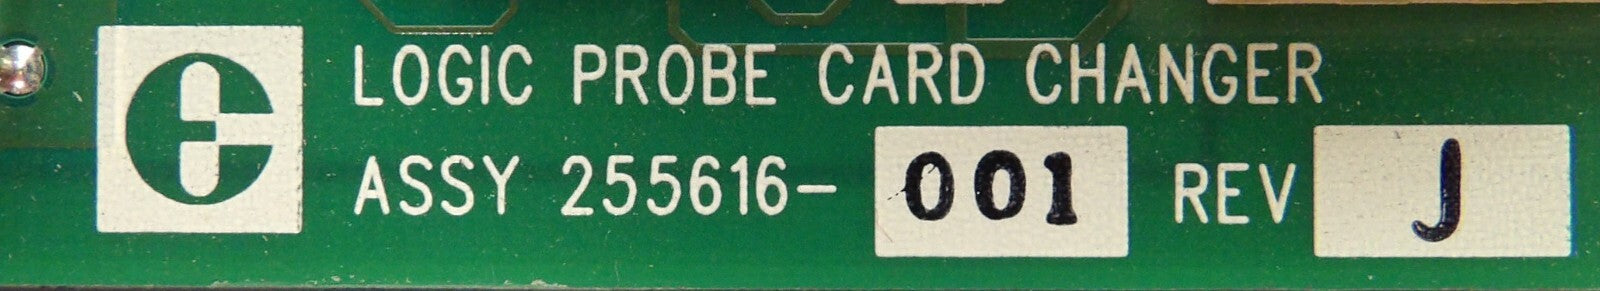 LOGIC PROBE CARD CHANGER
ASSY 255616-001 REV J